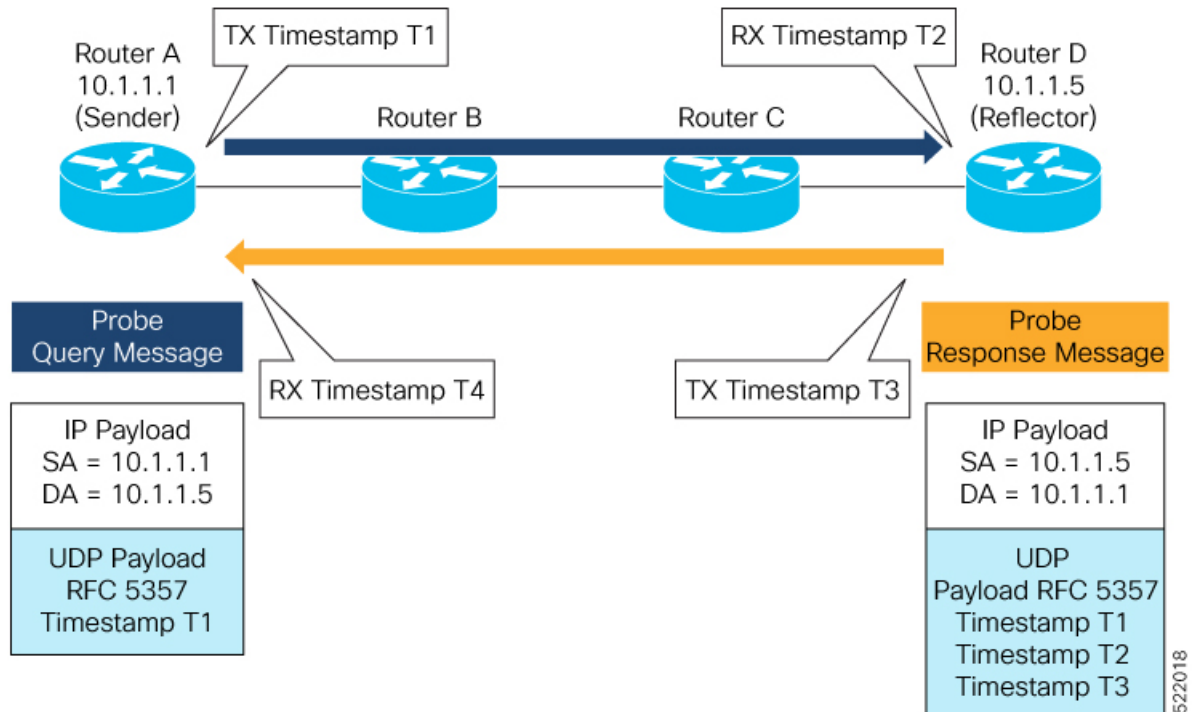 TX Timestamp T1
RX Timestamp T2
Router A
10.1.1.1
(Sender)
Router B
Router C
Router D
10.1.1.5
(Reflector)
Probe
Query Message
RX Timestamp T4
TX Timestamp T3
Probe
Response Message
IP Payload
SA = 10.1.1.1
DA = 10.1.1.5
UDP Payload
RFC 5357
Timestamp T1
IP Payload
SA = 10.1.1.5
DA = 10.1.1.1
UDP
Payload RFC 5357
Timestamp T1
Timestamp T2
Timestamp T3
522018